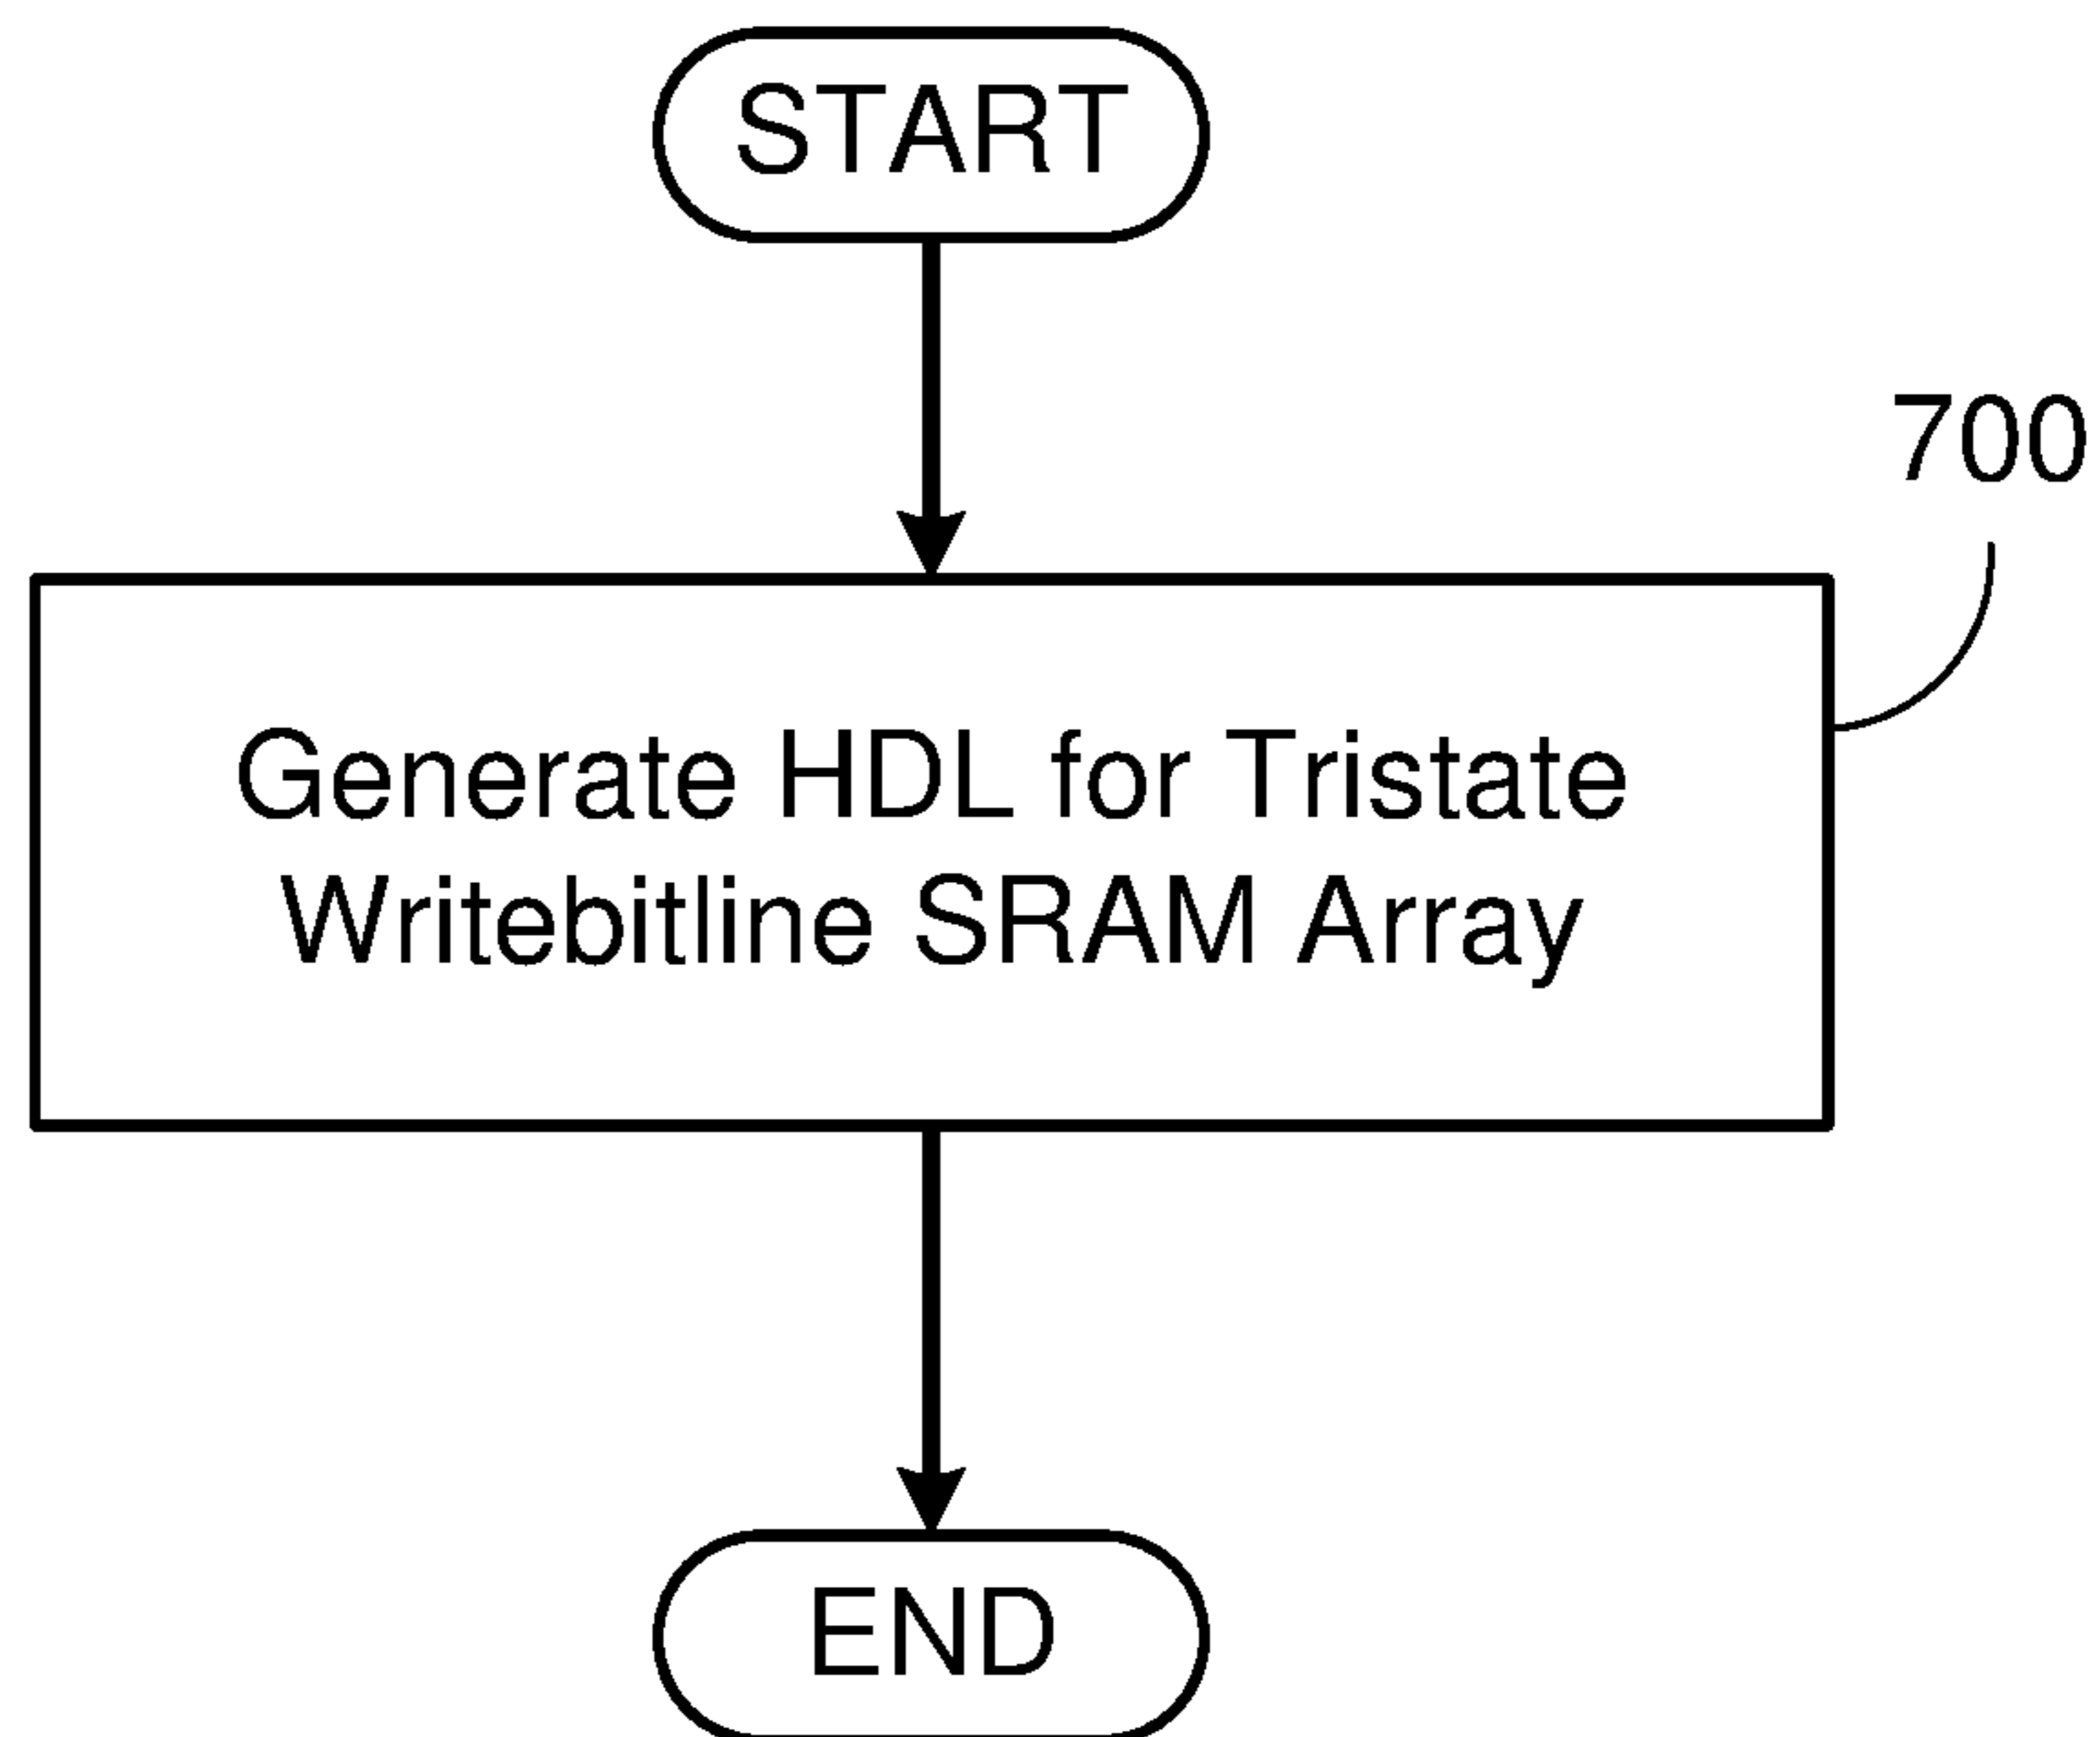 START
700
Generate HDL for Tristate
Writebitline SRAM Array
END